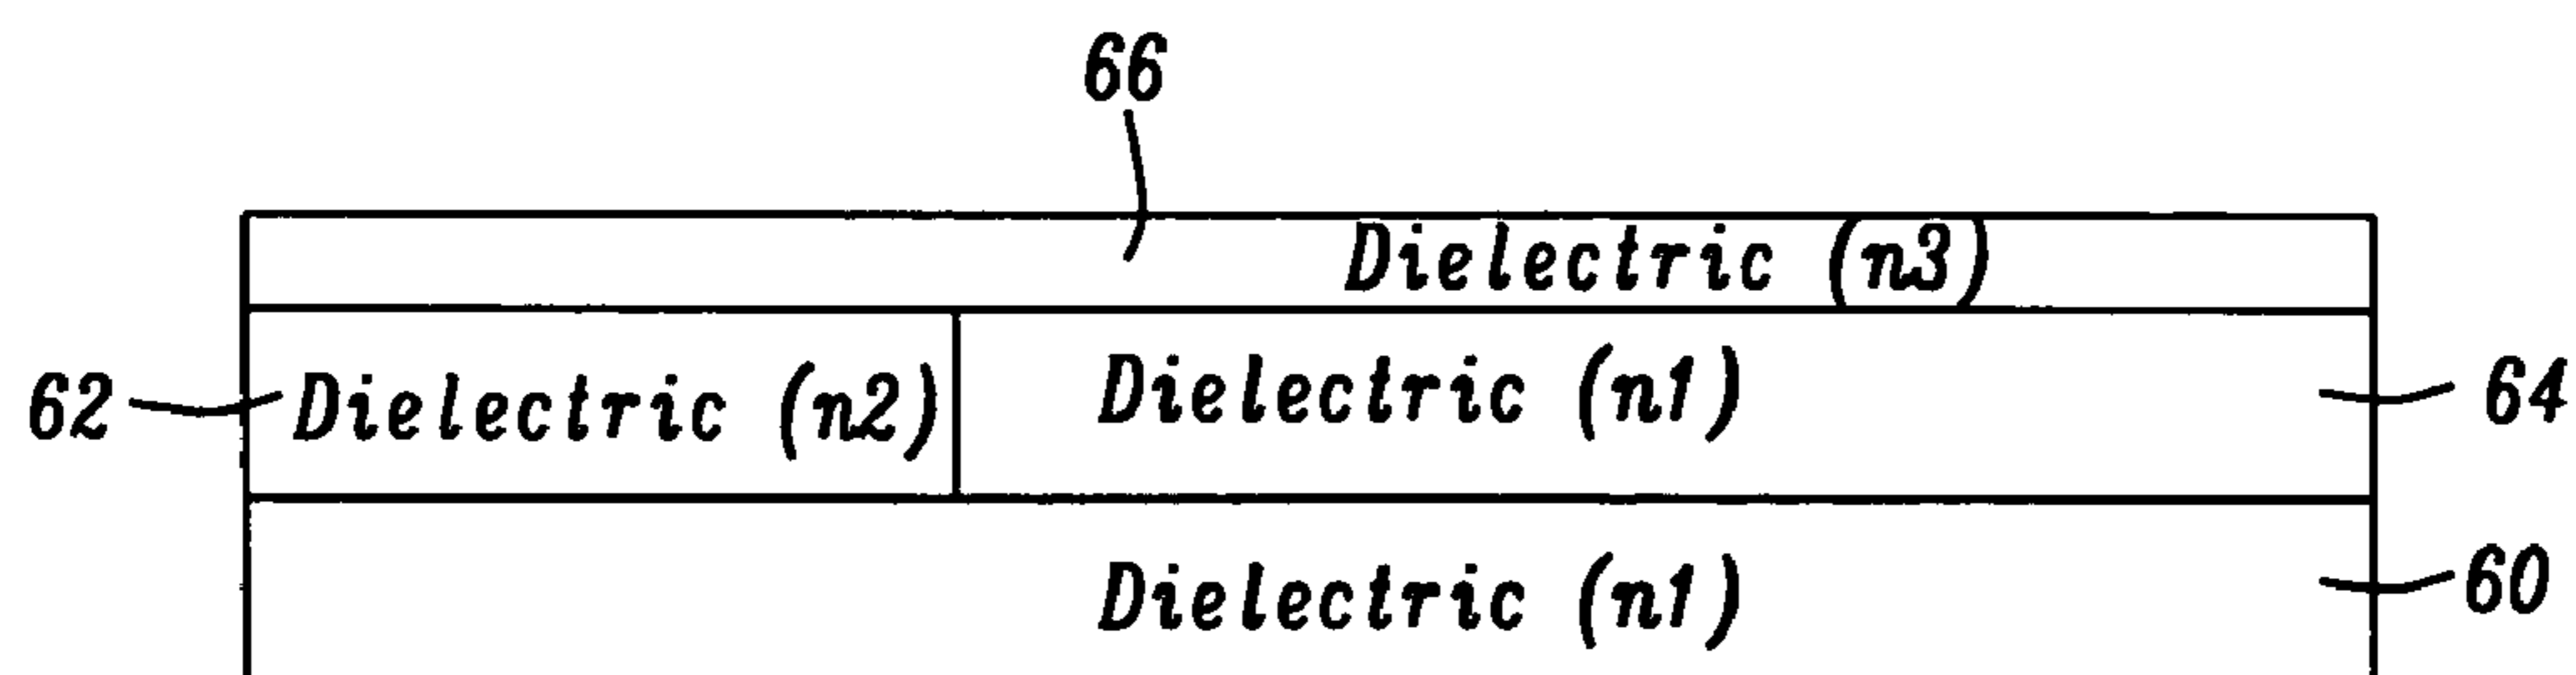 66
Dielectric (n3)
62 Dielectric (n2) Dielectric (n1) 64
Dielectric (n1) 60